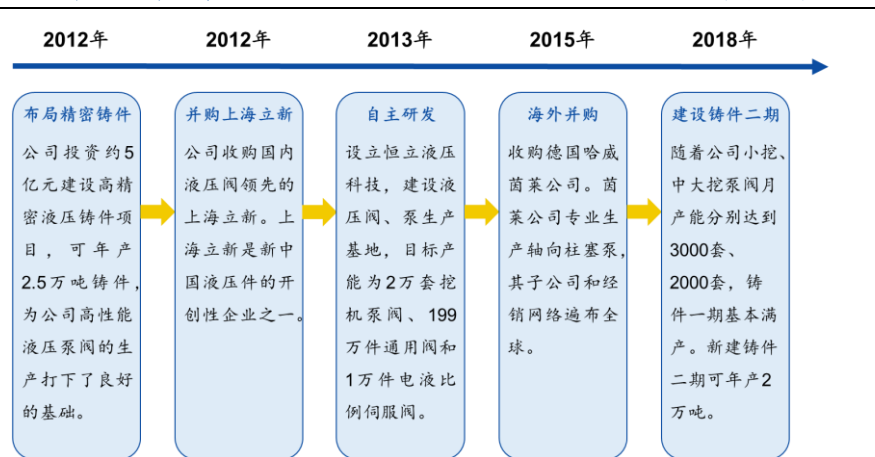 2012年
2012年
2013年
2015年
2018年
布局精密铸件
公司投资约5
亿元建设高精
密液压铸件项
目，可年产
2.5万吨铸件，
为公司高性能
液压泵阀的生
产打下了良好
的基础。
并购上海立新
公司收购国内
液压阀领先的
上海立新。上
海立新是新中
国液压件的开
创性企业之一。
自主研发
设立恒立液压
科技，建设液
压阀、泵生产
基地，目标产
能为2万套挖
机泵阀、199
万件通用阀和
1万件电液比
例伺服阀。
海外并购
收购德国哈威
茵莱公司。茵
莱公司专业生
产轴向柱塞泵，
其子公司和经
销网络遍布全
球。
建设铸件二期
随着公司小挖、
中大挖泵阀月
产能分别达到
3000套、
2000套，铸
件一期基本满
产。新建铸件
二期可年产2
万吨。